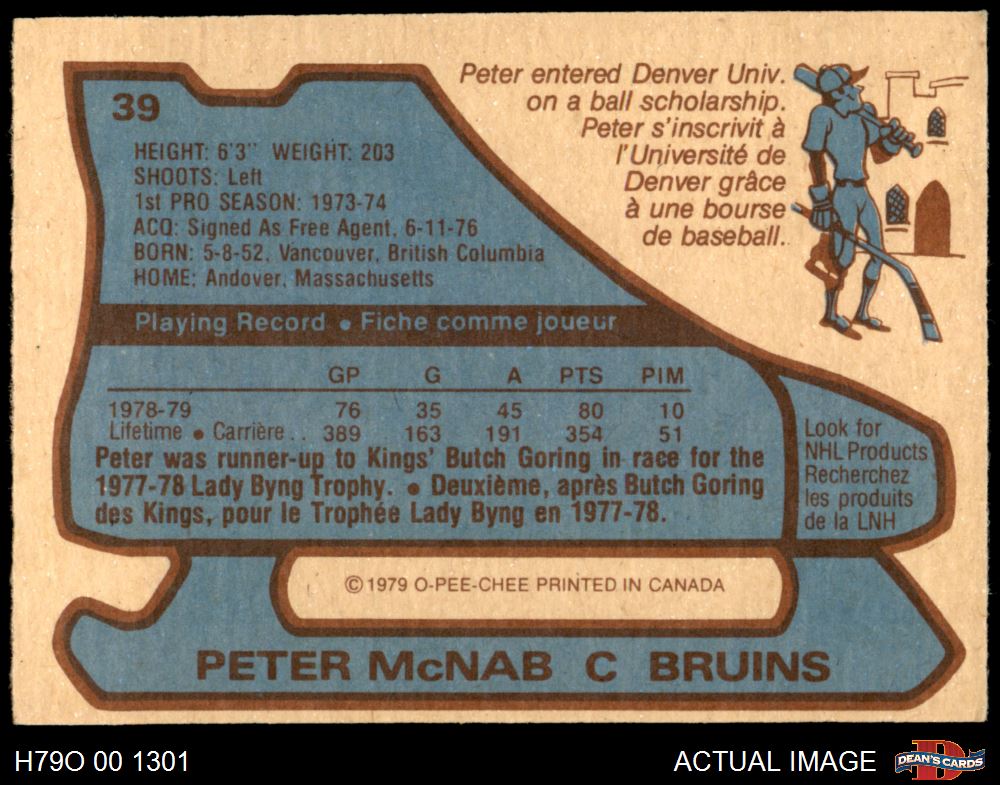 39
HEIGHT: 6'3" WEIGHT: 203
SHOOTS: Left
1st PRO SEASON: 1973-74
ACQ: Signed As Free Agent, 6-11-76
BORN: 5-8-52, Vancouver, British Columbia
HOME: Andover, Massachusetts
Peter entered Denver Univ.
on a ball scholarship.
Peter s'inscrivit à
l'Université de
Denver grâce
à une bourse
de baseball.
Playing Record • Fiche comme joueur
GP G A PTS PIM
1978-79 76 35 45 80 10
Lifetime • Carrière . . 389 163 191 354 51
Peter was runner-up to Kings' Butch Goring in race for the
1977-78 Lady Byng Trophy. • Deuxième, après Butch Goring
des Kings, pour le Trophée Lady Byng en 1977-78.
Look for
NHL Products
Recherchez
les produits
de la LNH
© 1979 O-PEE-CHEE PRINTED IN CANADA
PETER McNAB C BRUINS
H79O 00 1301
ACTUAL IMAGE
D
DEAN'S CARDS